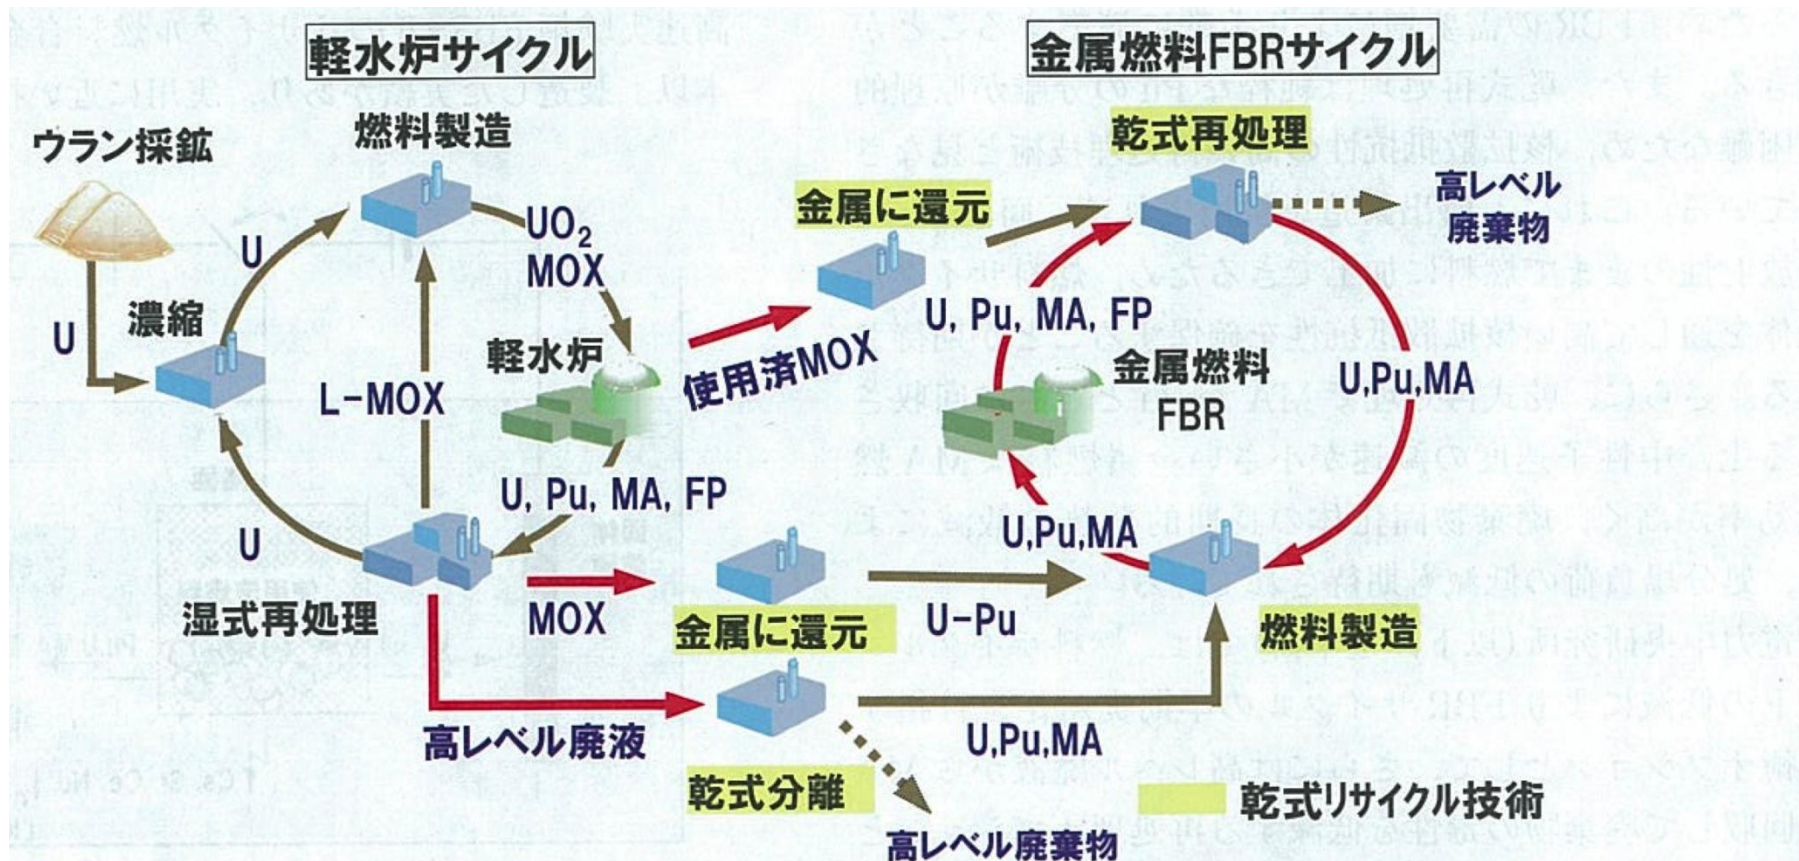 軽水炉サイクル
金属燃料FBRサイクル
ウラン採鉱
燃料製造
乾式再処理
金属に還元
高レベル
廃棄物
U
UO2
MOX
濃縮
U
軽水炉
使用済MOX
U, Pu, MA, FP
金属燃料
FBR
U,Pu,MA
L-MOX
U, Pu, MA, FP
U
U,Pu,MA
湿式再処理
MOX
金属に還元
U-Pu
燃料製造
高レベル廃液
U,Pu,MA
乾式分離
乾式リサイクル技術
高レベル廃棄物